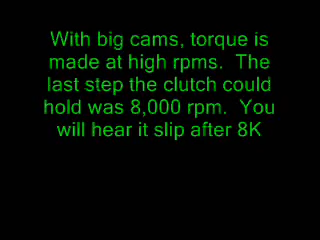 With big cams, torque is
made at high rpms.  The
last step the clutch could
hold was 8,000 rpm.  You
will hear it slip after 8K